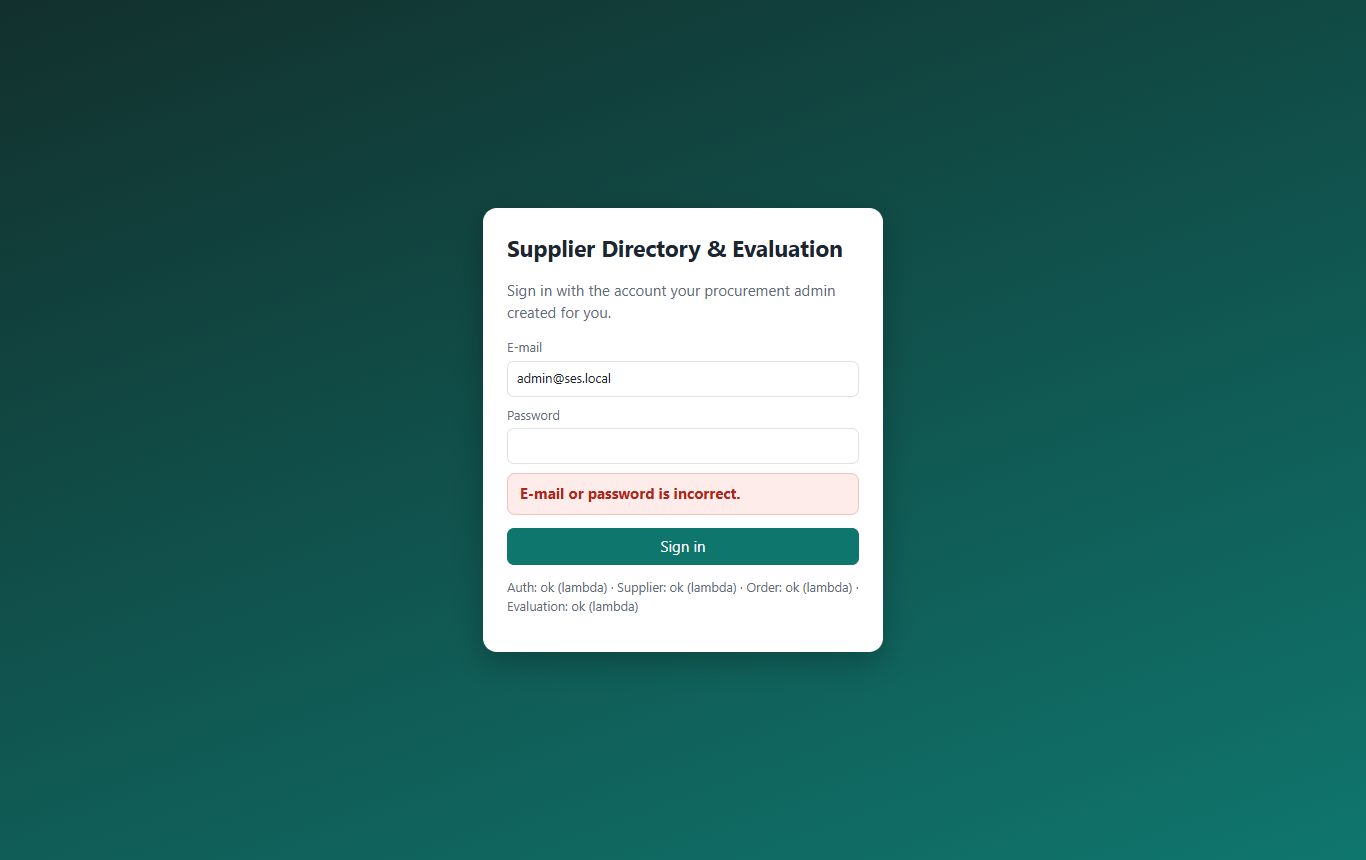 Supplier Directory & Evaluation
Sign in with the account your procurement admin
created for you.
E-mail
admin@ses.local
Password
E-mail or password is incorrect.
Sign in
Auth: ok (lambda) · Supplier: ok (lambda) · Order: ok (lambda) ·
Evaluation: ok (lambda)